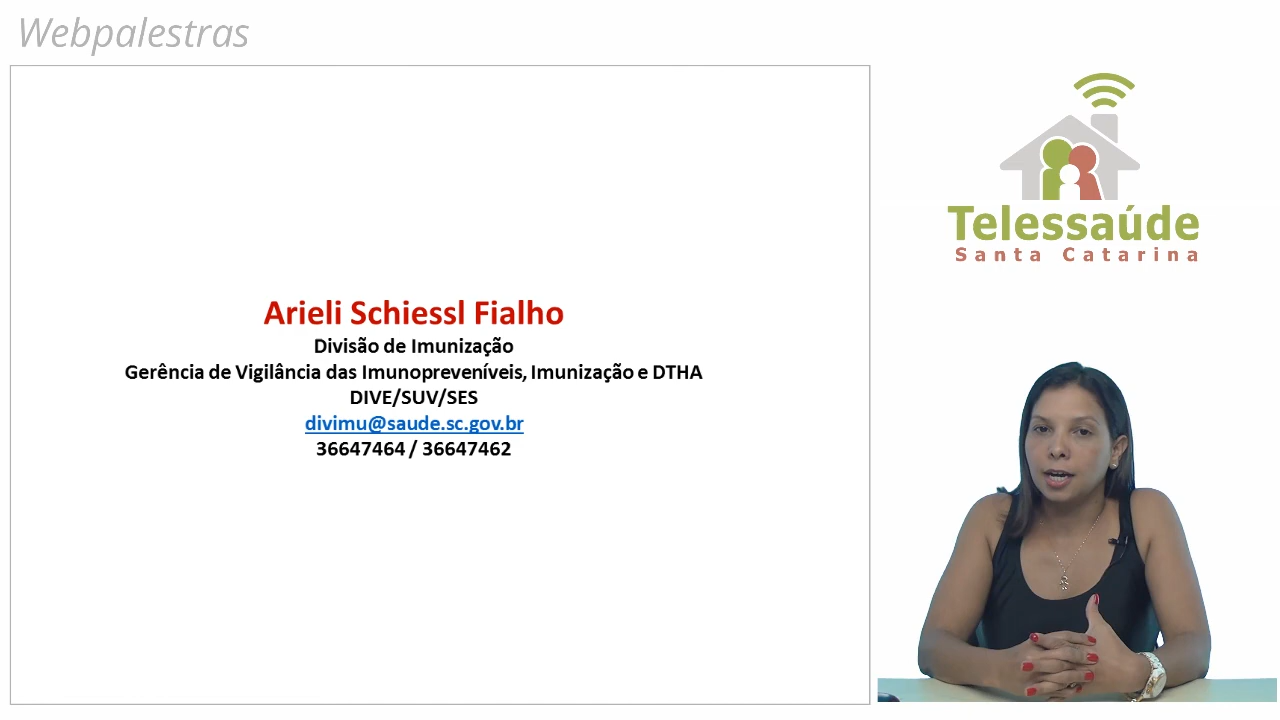 Webpalestras
Telessaúde
Santa Catarina
Arieli Schiessl Fialho
Divisão de Imunização
Gerência de Vigilância das Imunopreveníveis, Imunização e DTHA
DIVE/SUV/SES
divimu@saude.sc.gov.br
36647464 / 36647462